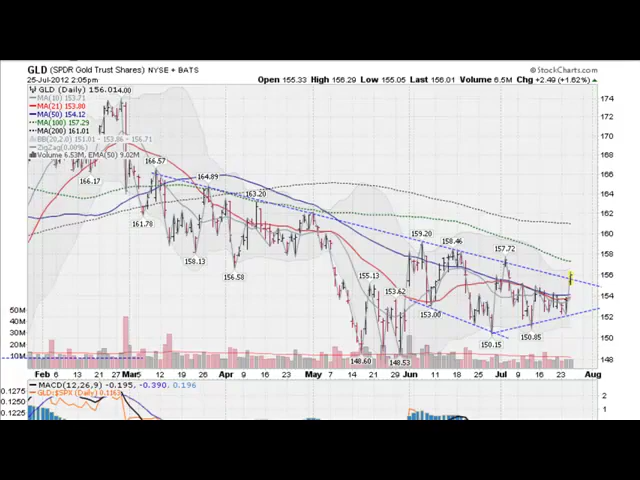 GLD (SPDR Gold Trust Shares) NYSE + BATS
© StockCharts.com
25-Jul-2012 2:05pm
Open 155.33 High 156.29 Low 155.05 Last 156.01 Volume 6.5M Chg +2.49 (+1.62%)
GLD (Daily) 156.01
MA(10) 153.71
MA(21) 153.80
MA(50) 154.12
MA(100) 157.29
MA(200) 161.01
BB(20,2.0) 151.01 - 153.86 - 156.71
ZigZag(0.00%)
Volume 6.53M, EMA(50) 9.02M
174
172
170
168
166
164
162
160
158
156
154
152
150
148
166.17
166.57
161.78
158.13
164.89
156.58
163.20
155.13
148.60
153.62
148.53
159.20
153.00
158.46
150.15
157.72
150.85
50M
40M
30M
20M
10M
Feb 6 13 21 Mar 5 12 19 26 Apr 9 16 23 May 7 14 21 29 Jun 11 18 25 Jul 9 16 23 Aug
MACD(12,26,9) -0.195, -0.390, 0.196
GLD:$SPX (Daily) 0.1163
0.1275
0.1250
0.1225
2
1